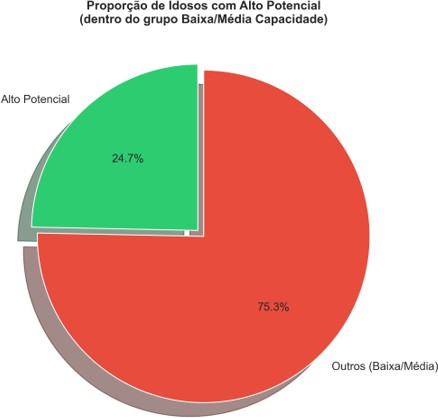 Proporção de Idosos com Alto Potencial
(dentro do grupo Baixa/Média Capacidade)
Alto Potencial
24.7%
75.3%
Outros (Baixa/Média)